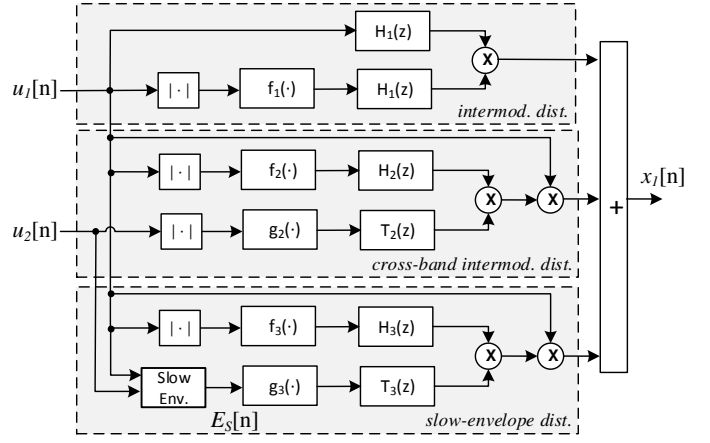 H₁(z)
X
u₁[n]
| · |
f₁(·)
H₁(z)
intermod. dist.
| · |
f₂(·)
H₂(z)
X
X
x₁[n]
+
u₂[n]
| · |
g₂(·)
T₂(z)
cross-band intermod. dist.
| · |
f₃(·)
H₃(z)
X
X
Slow
Env.
g₃(·)
T₃(z)
E_S[n]
slow-envelope dist.